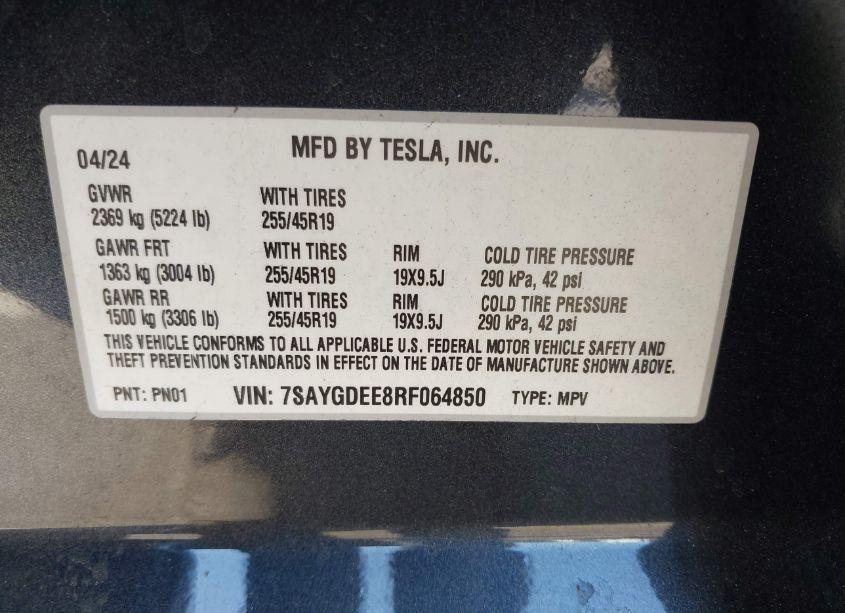 04/24 MFD BY TESLA, INC.
GVWR WITH TIRES
2369 kg (5224 lb) 255/45R19
GAWR FRT WITH TIRES RIM COLD TIRE PRESSURE
1363 kg (3004 lb) 255/45R19 19X9.5J 290 kPa, 42 psi
GAWR RR WITH TIRES RIM COLD TIRE PRESSURE
1500 kg (3306 lb) 255/45R19 19X9.5J 290 kPa, 42 psi
THIS VEHICLE CONFORMS TO ALL APPLICABLE U.S. FEDERAL MOTOR VEHICLE SAFETY AND
THEFT PREVENTION STANDARDS IN EFFECT ON THE DATE OF MANUFACTURE SHOWN ABOVE.
PNT: PN01 VIN: 7SAYGDEE8RF064850 TYPE: MPV